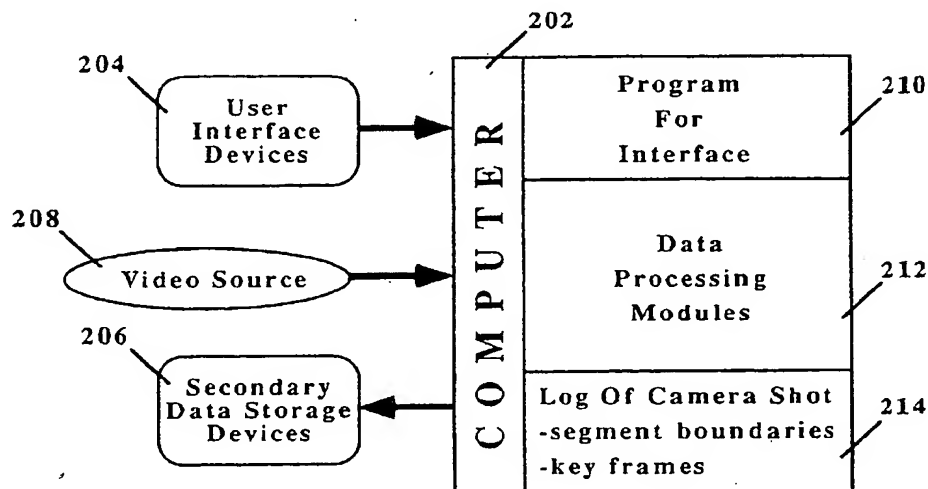 202
204
User
Interface
Devices
208
Video Source
206
Secondary
Data Storage
Devices
COMPUTER
Program
For
Interface
210
Data
Processing
Modules
212
Log Of Camera Shot
-segment boundaries
-key frames
214